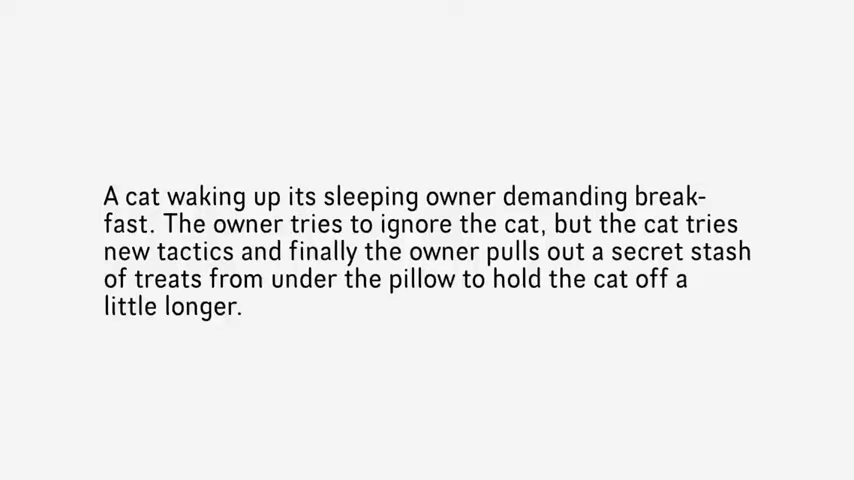 A cat waking up its sleeping owner demanding break-
fast. The owner tries to ignore the cat, but the cat tries
new tactics and finally the owner pulls out a secret stash
of treats from under the pillow to hold the cat off a
little longer.